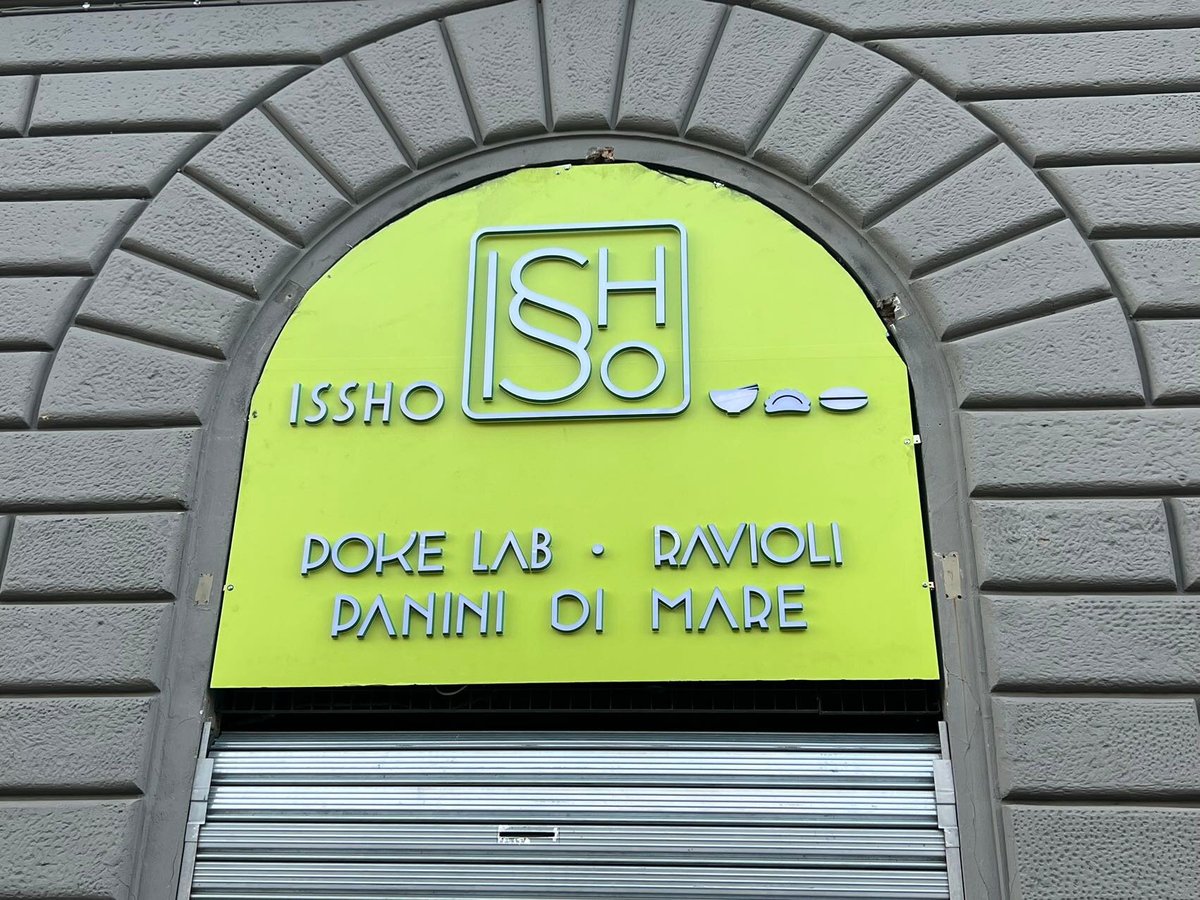 ISSHO
ISSHO
POKE LAB · RAVIOLI
PANINI DI MARE